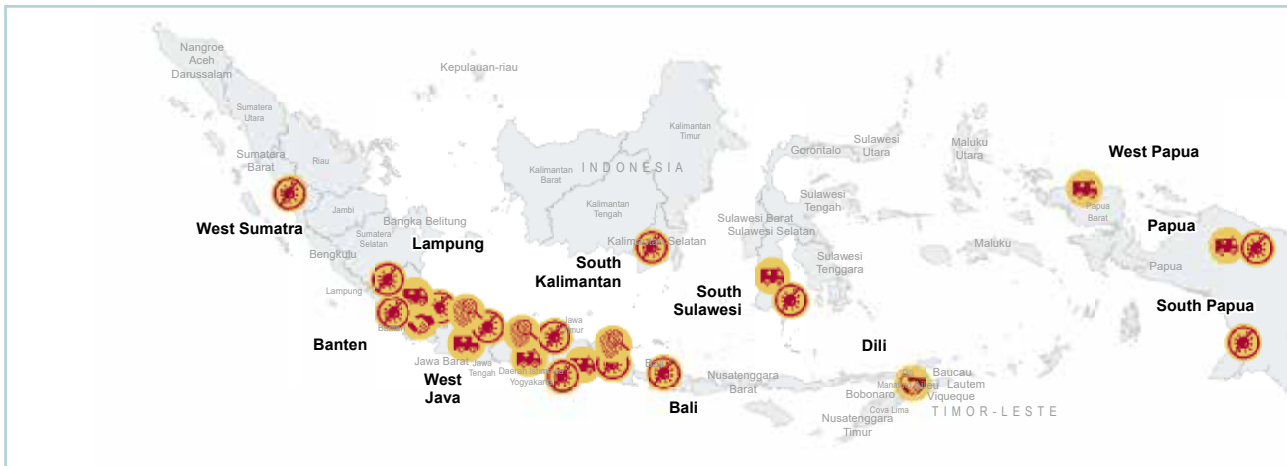 Nangroe
Aceh
Darussalam
Kepulauan-riau
Sumatera
Utara
Kalimantan
Timur
Sulawesi
Utara
Gorontalo
Maluku
Utara
West Papua
Sumatera
Barat
Riau
INDONESIA
Kalimantan
Barat
Kalimantan
Tengah
Sulawesi
Tengah
Papua
Barat
Jambi
West Sumatra
Bangka Belitung
Sumatera
Selatan
Lampung
Bengkulu
Kalimantan Selatan
South
Kalimantan
Sulawesi Barat
Sulawesi Selatan
Sulawesi
Tenggara
Maluku
Papua
Papua
South
Sulawesi
South Papua
Lampung
Banten
Jawa
Timur
Jawa Barat
Jawa
Tengah
Yogyakarta
West
Java
Bali
Nusatenggara
Barat
Dili
Baucau
Lautem
Viqueque
Bobonaro
Cova Lima
TIMOR-LESTE
Nusatenggara
Timur